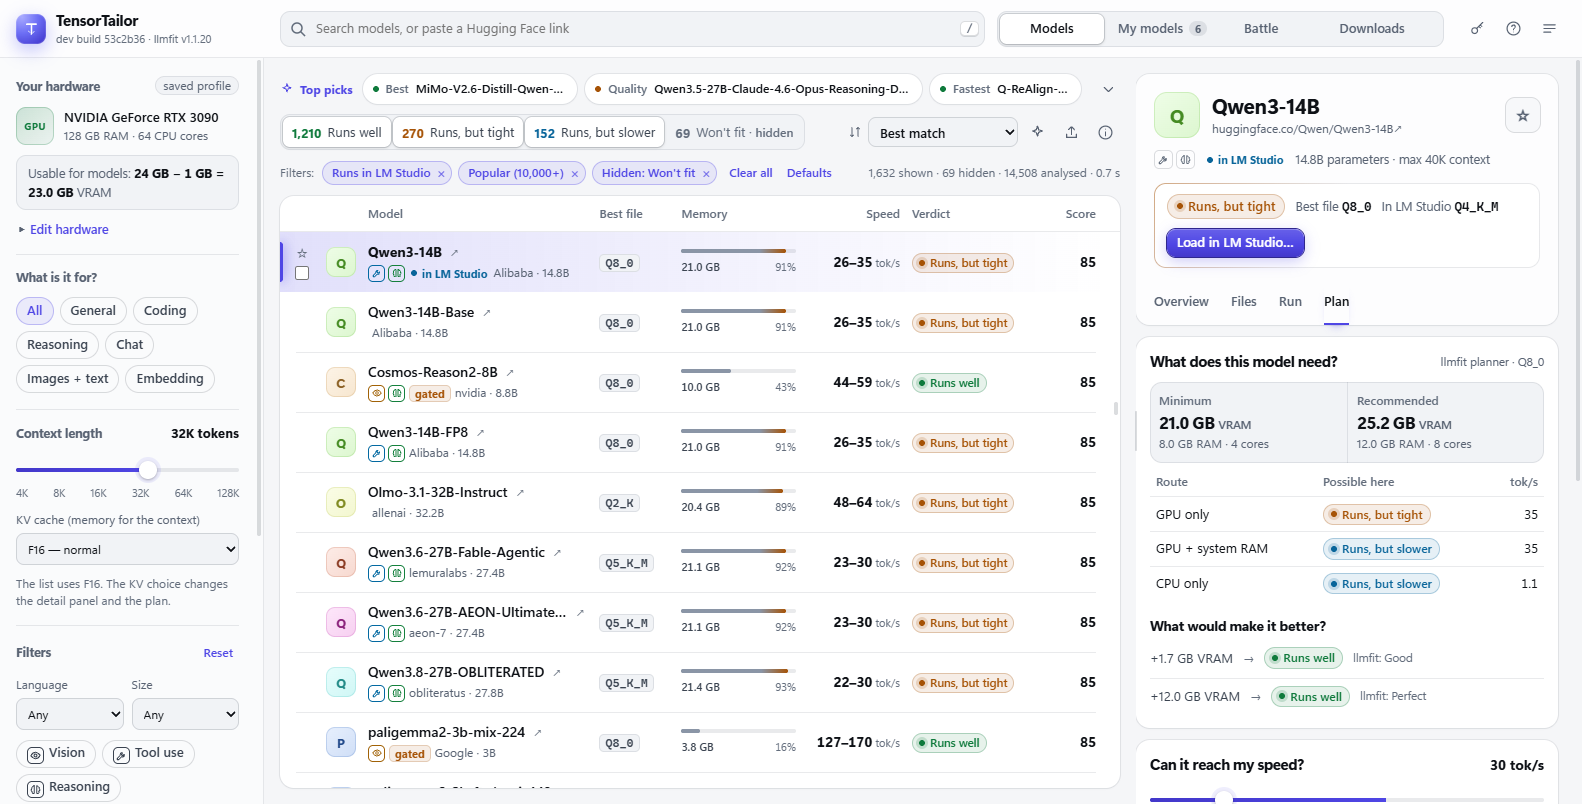 TensorTailor
dev build 53c2b36 · llmfit v1.1.20
Search models, or paste a Hugging Face link
/
Models
My models 6
Battle
Downloads
Your hardware
saved profile
GPU
NVIDIA GeForce RTX 3090
128 GB RAM · 64 CPU cores
Usable for models: 24 GB − 1 GB =
23.0 GB VRAM
▸ Edit hardware
What is it for?
All
General
Coding
Reasoning
Chat
Images + text
Embedding
Context length
32K tokens
4K 8K 16K 32K 64K 128K
KV cache (memory for the context)
F16 — normal
The list uses F16. The KV choice changes
the detail panel and the plan.
Filters
Reset
Language
Size
Any
Any
Vision
Tool use
Reasoning
Top picks
Best MiMo-V2.6-Distill-Qwen-...
Quality Qwen3.5-27B-Claude-4.6-Opus-Reasoning-D...
Fastest Q-ReAlign-...
1,210 Runs well
270 Runs, but tight
152 Runs, but slower
69 Won't fit · hidden
Best match
Filters:
Runs in LM Studio ×
Popular (10,000+) ×
Hidden: Won't fit ×
Clear all
Defaults
1,632 shown · 69 hidden · 14,508 analysed · 0.7 s
Model Best file Memory Speed Verdict Score
Qwen3-14B ↗
in LM Studio Alibaba · 14.8B
Q Q8_0 21.0 GB 91% 26–35 tok/s Runs, but tight 85
Qwen3-14B-Base ↗
Alibaba · 14.8B
Q Q8_0 21.0 GB 91% 26–35 tok/s Runs, but tight 85
Cosmos-Reason2-8B ↗
gated nvidia · 8.8B
C Q8_0 10.0 GB 43% 44–59 tok/s Runs well 85
Qwen3-14B-FP8 ↗
Alibaba · 14.8B
Q Q8_0 21.0 GB 91% 26–35 tok/s Runs, but tight 85
Olmo-3.1-32B-Instruct ↗
allenai · 32.2B
O Q2_K 20.4 GB 89% 48–64 tok/s Runs, but tight 85
Qwen3.6-27B-Fable-Agentic ↗
lemuralabs · 27.4B
Q Q5_K_M 21.1 GB 92% 23–30 tok/s Runs, but tight 85
Qwen3.6-27B-AEON-Ultimate... ↗
aeon-7 · 27.4B
Q Q5_K_M 21.1 GB 92% 23–30 tok/s Runs, but tight 85
Qwen3.8-27B-OBLITERATED ↗
obliteratus · 27.8B
Q Q5_K_M 21.4 GB 93% 22–30 tok/s Runs, but tight 85
paligemma2-3b-mix-224 ↗
gated Google · 3B
P Q8_0 3.8 GB 16% 127–170 tok/s Runs well 85
Q
Qwen3-14B
huggingface.co/Qwen/Qwen3-14B↗
in LM Studio 14.8B parameters · max 40K context
Runs, but tight Best file Q8_0 In LM Studio Q4_K_M
Load in LM Studio...
Overview
Files
Run
Plan
What does this model need?
llmfit planner · Q8_0
Minimum
21.0 GB VRAM
8.0 GB RAM · 4 cores
Recommended
25.2 GB VRAM
12.0 GB RAM · 8 cores
Route Possible here tok/s
GPU only Runs, but tight 35
GPU + system RAM Runs, but slower 35
CPU only Runs, but slower 1.1
What would make it better?
+1.7 GB VRAM → Runs well llmfit: Good
+12.0 GB VRAM → Runs well llmfit: Perfect
Can it reach my speed?
30 tok/s